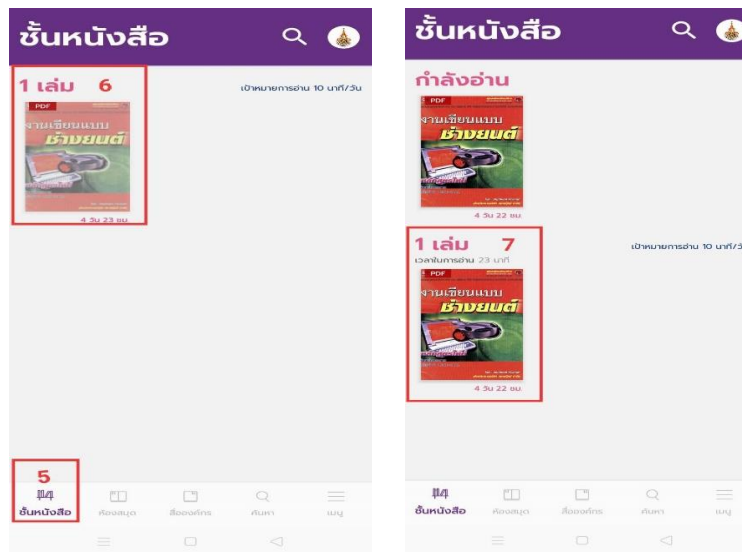 ชั้นหนังสือ
1 เล่ม 6
เป้าหมายการอ่าน 10 นาที/วัน
PDF
งานเขียนแบบ
ช่างยนต์
4 วัน 23 ชม
5
ชั้นหนังสือ
ห้องสมุด
สื่อองค์กร
ค้นหา
เมนู
ชั้นหนังสือ
กำลังอ่าน
PDF
งานเขียนแบบ
ช่างยนต์
4 วัน 22 ชม
1 เล่ม 7
เวลาในการอ่าน 23 นาที
เป้าหมายการอ่าน 10 นาที/วั
PDF
งานเขียนแบบ
ช่างยนต์
4 วัน 22 ชม
ชั้นหนังสือ
ห้องสมุด
สื่อองค์กร
ค้นหา
เมนู